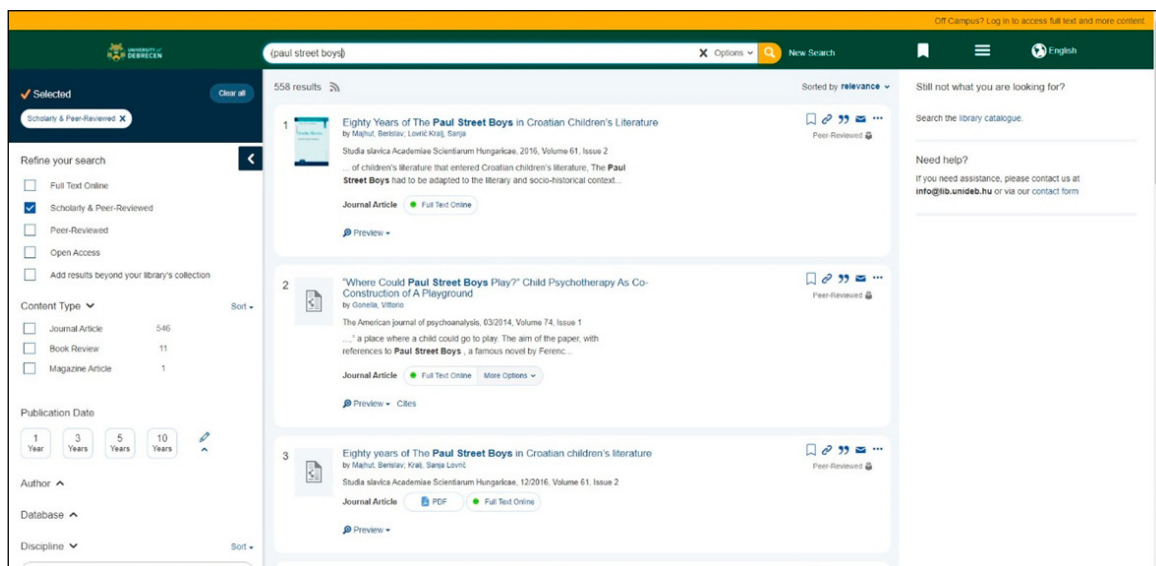 Off Campus? Log in to access full text and more content.
UNIVERSITY of
DEBRECEN
(paul street boys)
X Options
New Search
English
Selected
Clear all
Scholarly & Peer-Reviewed X
Refine your search
Full Text Online
Scholarly & Peer-Reviewed
Peer-Reviewed
Open Access
Add results beyond your library's collection
Content Type
Sort
Journal Article 546
Book Review 11
Magazine Article 1
Publication Date
1 Year
3 Years
5 Years
10 Years
Author
Database
Discipline
Sort
558 results
Sorted by relevance
1
Eighty Years of The Paul Street Boys in Croatian Children's Literature
by Majhut, Berislav; Lovrić Kralj, Sanja
Peer-Reviewed
Studia slavica Academiae Scientiarum Hungaricae, 2016, Volume 61, Issue 2
... of children's literature that entered Croatian children's literature, The Paul
Street Boys had to be adapted to the literary and socio-historical context...
Journal Article Full Text Online
Preview
2
"Where Could Paul Street Boys Play?" Child Psychotherapy As Co-
Construction of A Playground
by Gonella, Vittorio
Peer-Reviewed
The American journal of psychoanalysis, 03/2014, Volume 74, Issue 1
...," a place where a child could go to play. The aim of the paper, with
references to Paul Street Boys , a famous novel by Ferenc...
Journal Article Full Text Online More Options
Preview Cites
3
Eighty years of The Paul Street Boys in Croatian children's literature
by Majhut, Berislav; Kralj, Sanja Lovrić
Peer-Reviewed
Studia slavica Academiae Scientiarum Hungaricae, 12/2016, Volume 61, Issue 2
Journal Article PDF Full Text Online
Preview
Still not what you are looking for?
Search the library catalogue.
Need help?
If you need assistance, please contact us at
info@lib.unideb.hu or via our contact form